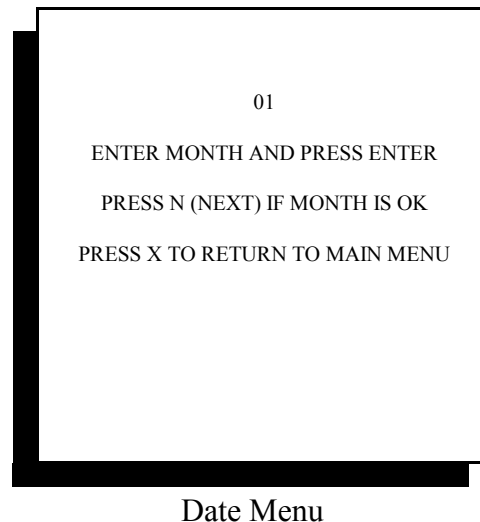 01
ENTER MONTH AND PRESS ENTER
PRESS N (NEXT) IF MONTH IS OK
PRESS X TO RETURN TO MAIN MENU
Date Menu